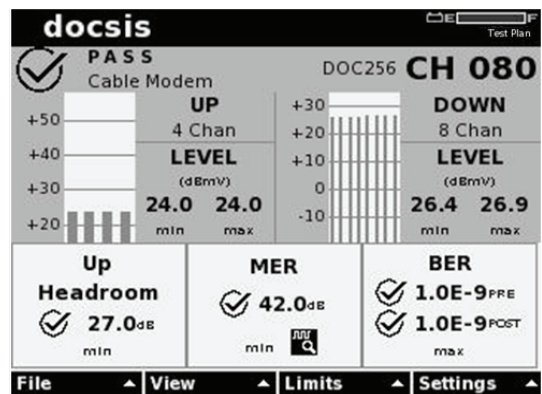 docsis
E F
Test Plan
PASS
Cable Modem
DOC256 CH 080
+50
+40
+30
+20
UP
4 Chan
LEVEL
(dBmV)
24.0 24.0
min max
+30
+20
+10
0
-10
DOWN
8 Chan
LEVEL
(dBmV)
26.4 26.9
min max
Up
Headroom
27.0dB
min
MER
42.0dB
min
BER
1.0E-9PRE
1.0E-9POST
max
File View Limits Settings